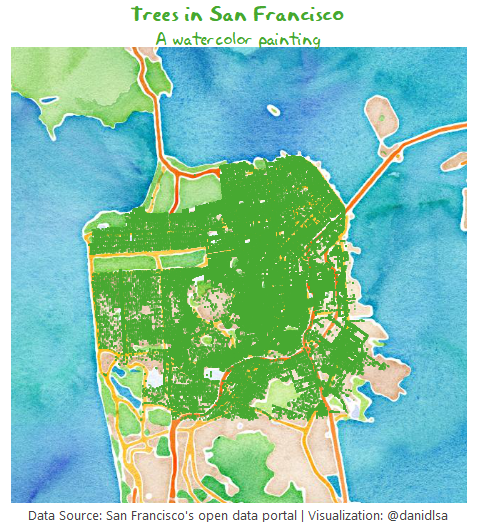 Trees in San Francisco
A watercolor painting
Data Source: San Francisco's open data portal | Visualization: @danidlsa